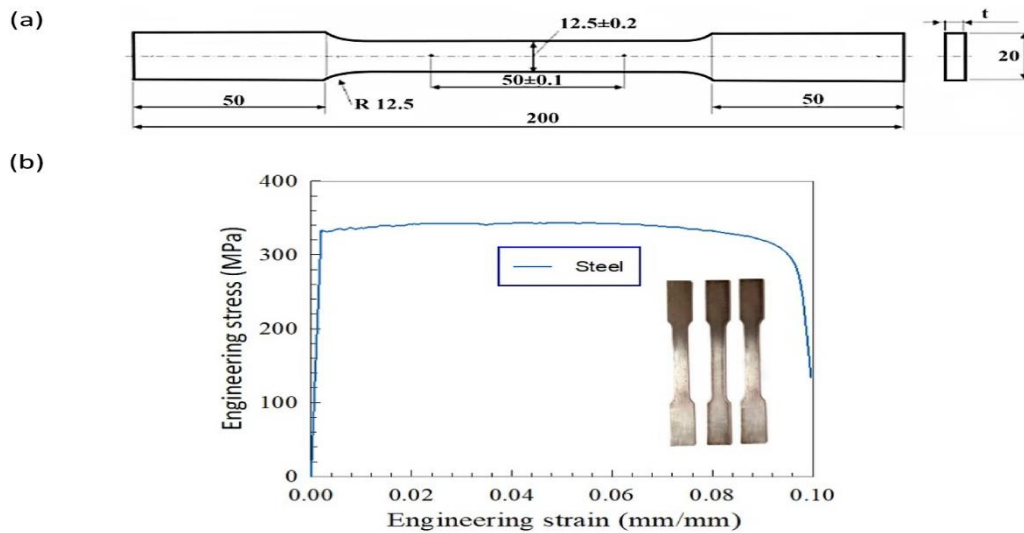 (a)
12.5±0.2
t
20
50±0.1
50
R 12.5
50
200
(b)
400
300
200
100
0
Engineering stress (MPa)
Steel
0.00 0.02 0.04 0.06 0.08 0.10
Engineering strain (mm/mm)